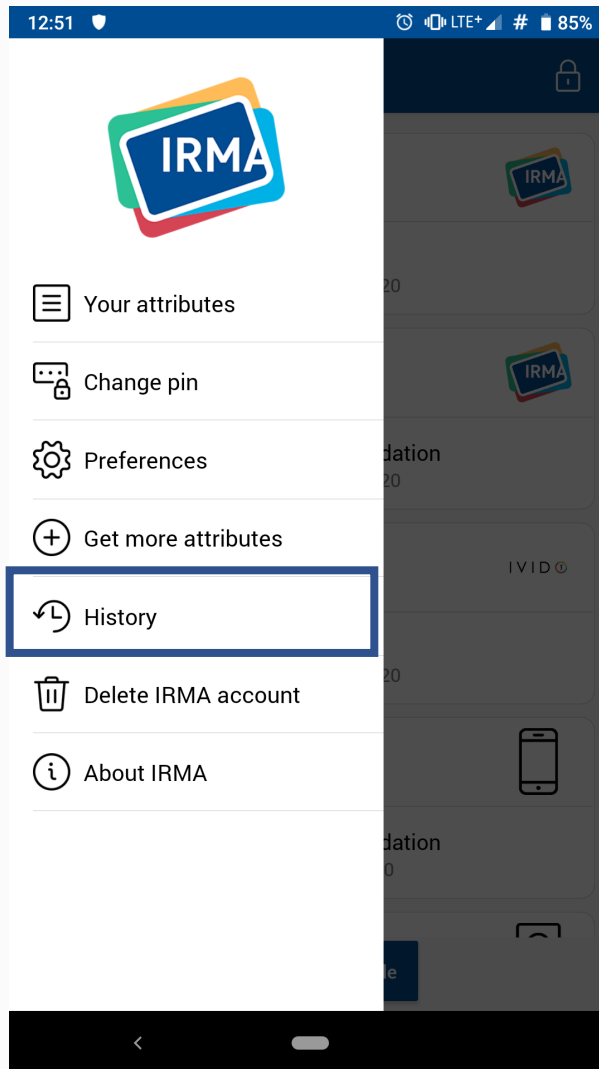 12:51 LTE+ # 85%
IRMA
IRMA
20
Your attributes
IRMA
Change pin
dation
Preferences
20
Get more attributes
IVIDO
History
20
Delete IRMA account
About IRMA
dation
0
le